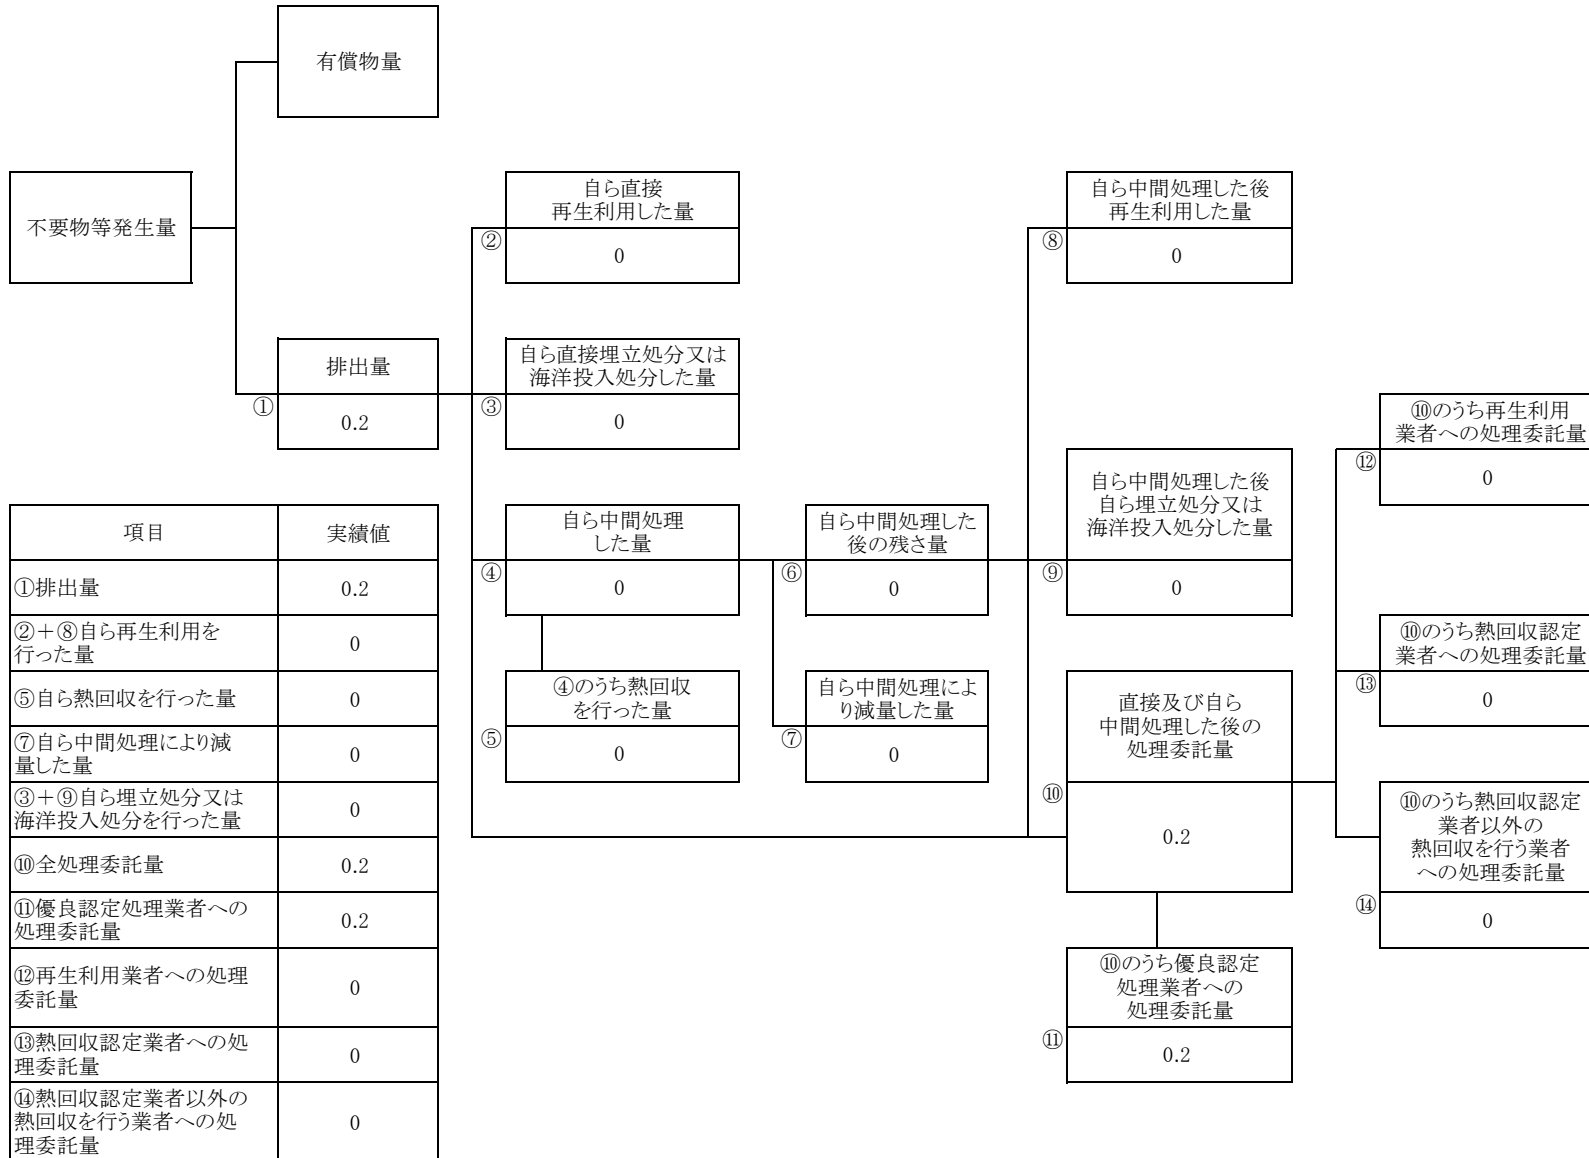 有償物量
不要物等発生量
自ら直接
再生利用した量
②
0
自ら中間処理した後
再生利用した量
⑧
0
排出量
①
0.2
自ら直接埋立処分又は
海洋投入処分した量
③
0
⑩のうち再生利用
業者への処理委託量
⑫
0
自ら中間処理
した量
④
0
自ら中間処理した
後の残さ量
⑥
0
自ら中間処理した後
自ら埋立処分又は
海洋投入処分した量
⑨
0
⑩のうち熱回収認定
業者への処理委託量
⑬
0
④のうち熱回収
を行った量
⑤
0
自ら中間処理によ
り減量した量
⑦
0
直接及び自ら
中間処理した後の
処理委託量
⑩
0.2
⑩のうち熱回収認定
業者以外の
熱回収を行う業者
への処理委託量
⑭
0
⑩のうち優良認定
処理業者への
処理委託量
⑪
0.2
項目 実績値
①排出量 0.2
②+⑧自ら再生利用を
行った量 0
⑤自ら熱回収を行った量 0
⑦自ら中間処理により減
量した量 0
③+⑨自ら埋立処分又は
海洋投入処分を行った量 0
⑩全処理委託量 0.2
⑪優良認定処理業者への
処理委託量 0.2
⑫再生利用業者への処理
委託量 0
⑬熱回収認定業者への処
理委託量 0
⑭熱回収認定業者以外の
熱回収を行う業者への処
理委託量 0